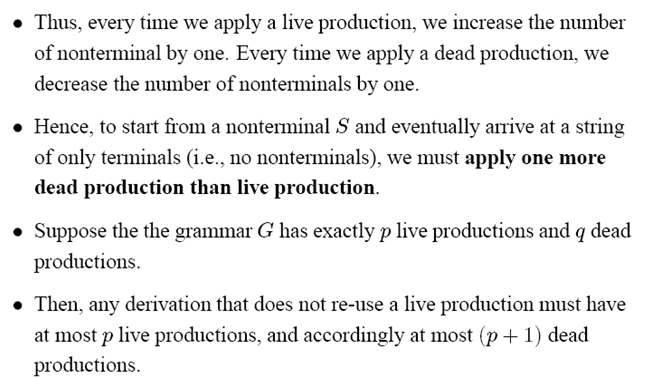 • Thus, every time we apply a live production, we increase the number
of nonterminal by one. Every time we apply a dead production, we
decrease the number of nonterminals by one.
• Hence, to start from a nonterminal S and eventually arrive at a string
of only terminals (i.e., no nonterminals), we must apply one more
dead production than live production.
• Suppose the the grammar G has exactly p live productions and q dead
productions.
• Then, any derivation that does not re-use a live production must have
at most p live productions, and accordingly at most (p + 1) dead
productions.